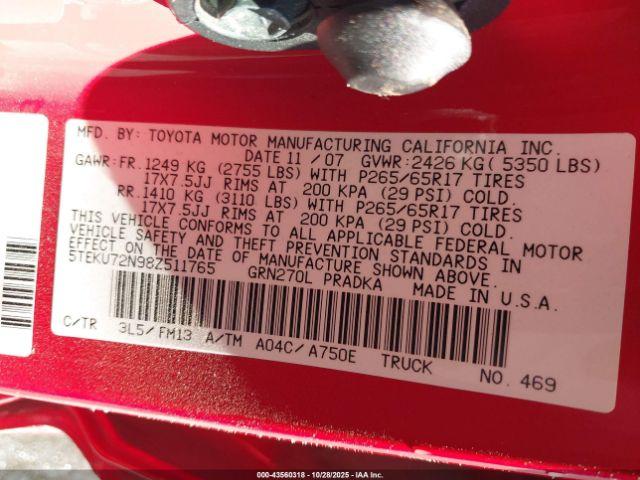 MFD. BY: TOYOTA MOTOR MANUFACTURING CALIFORNIA INC.
DATE 11 / 07 GVWR: 2426 KG ( 5350 LBS)
GAWR: FR. 1249 KG (2755 LBS) WITH P265/65R17 TIRES
17X7.5JJ RIMS AT 200 KPA (29 PSI) COLD.
RR. 1410 KG (3110 LBS) WITH P265/65R17 TIRES
17X7.5JJ RIMS AT 200 KPA (29 PSI) COLD.
THIS VEHICLE CONFORMS TO ALL APPLICABLE FEDERAL MOTOR
VEHICLE SAFETY AND THEFT PREVENTION STANDARDS IN
EFFECT ON THE DATE OF MANUFACTURE SHOWN ABOVE.
5TEKU72N98Z511765 GRN270L PRADKA MADE IN U.S.A.
C/TR 3L5/FM13 A/TM A04C/A750E TRUCK NO. 469
000-43560318 | 10/28/2025 | IAA Inc.